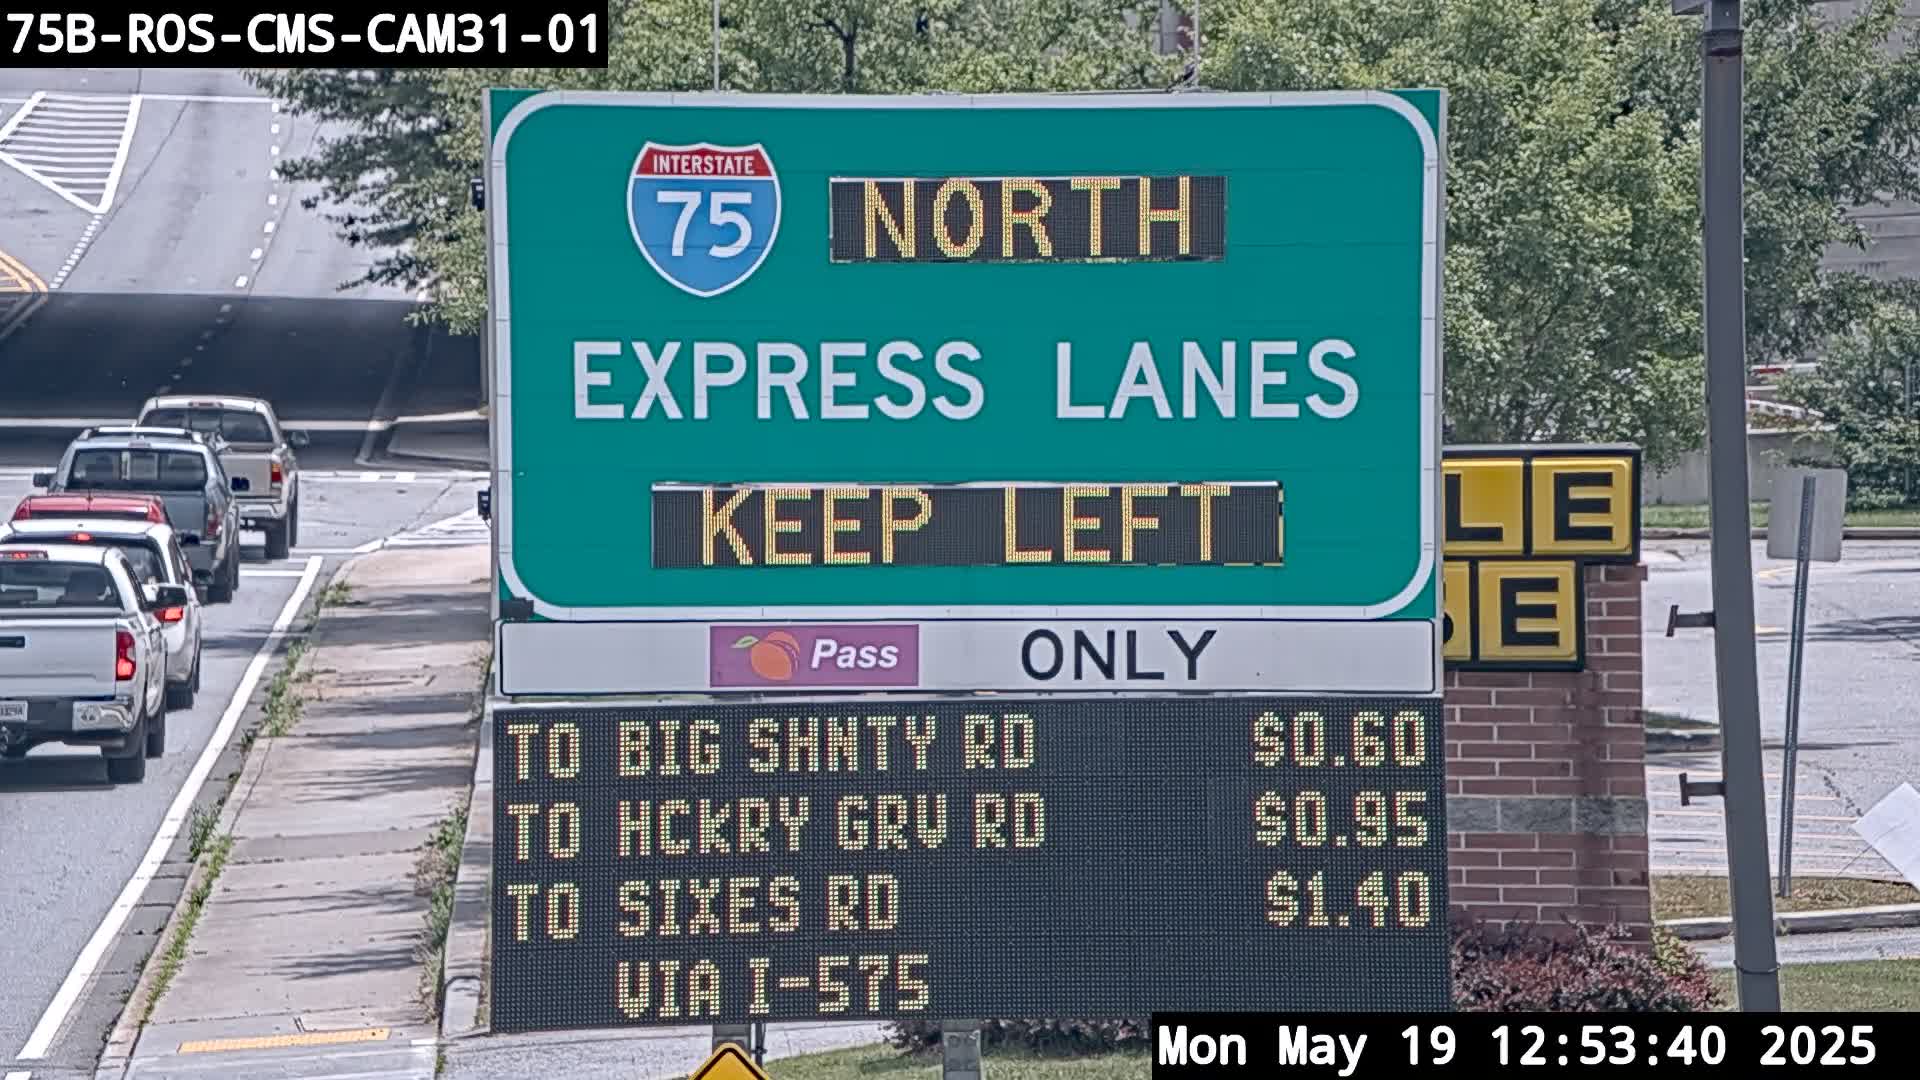 75B-ROS-CMS-CAM31-01
INTERSTATE
75
NORTH
EXPRESS LANES
KEEP LEFT
Pass ONLY
TO BIG SHNTY RD $0.60
TO HCKRY GRV RD $0.95
TO SIXES RD $1.40
VIA I-575
LE
E
Mon May 19 12:53:40 2025